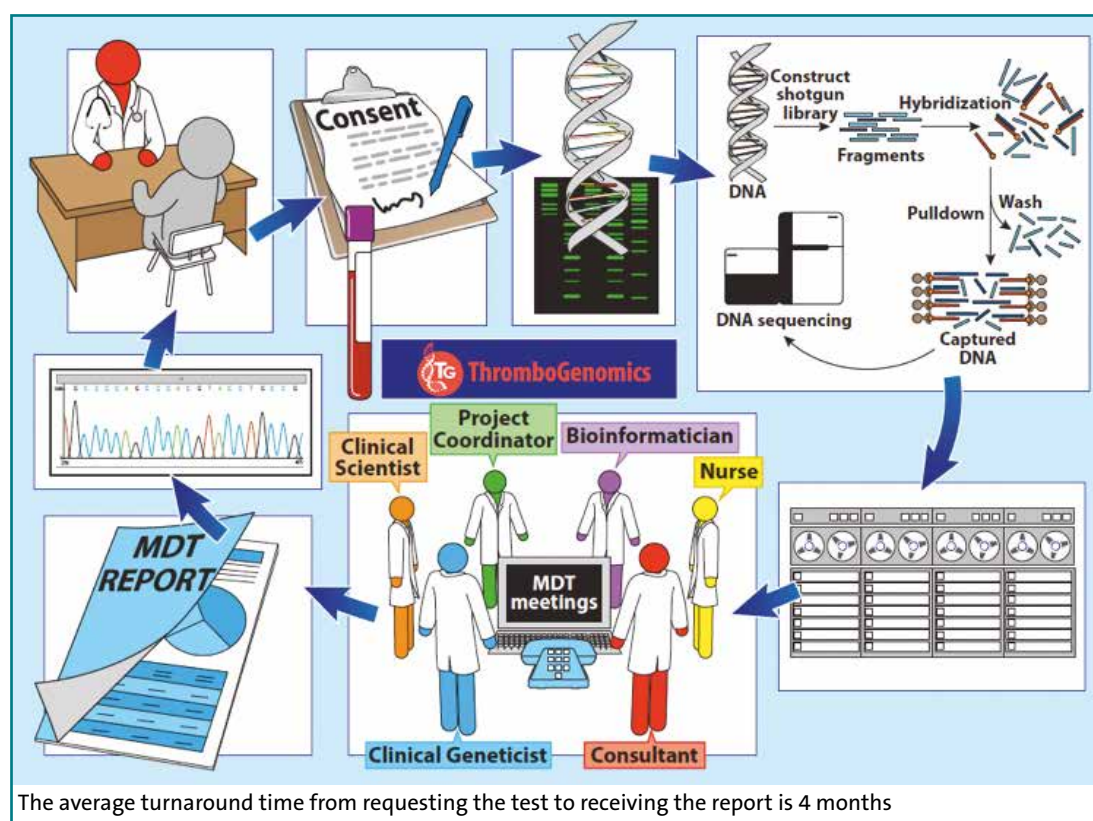 Consent
Construct
shotgun
library
Hybridization
Fragments
DNA
Pulldown
Wash
DNA sequencing
Captured
DNA
TG ThromboGenomics
Clinical
Scientist
Project
Coordinator
Bioinformatician
Nurse
MDT
meetings
Clinical Geneticist
Consultant
MDT
REPORT
The average turnaround time from requesting the test to receiving the report is 4 months